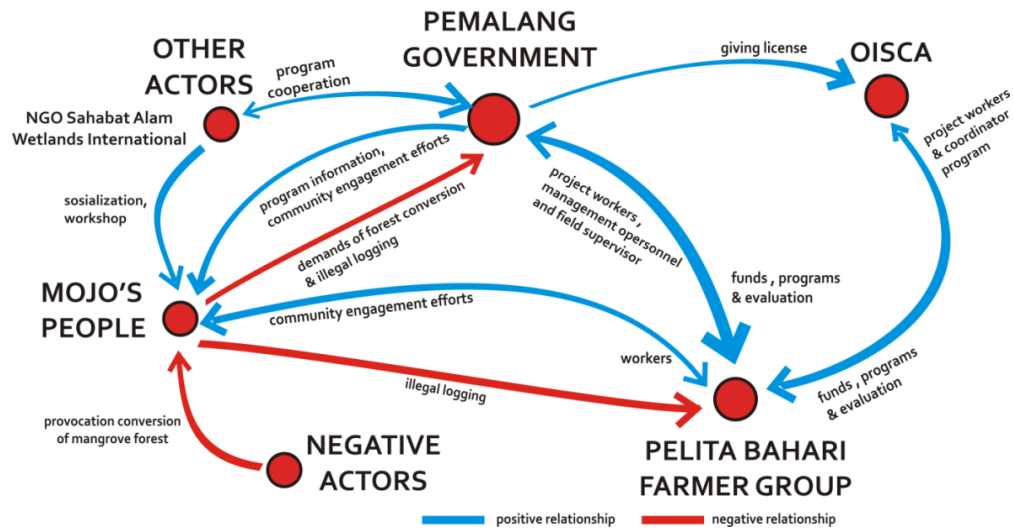 OTHER
ACTORS
NGO Sahabat Alam
Wetlands International
program
cooperation
PEMALANG
GOVERNMENT
giving license
OISCA
project workers
& coordinator
program
sosialization,
workshop
program information,
community engagement efforts
demands of forest conversion
& illegal logging
project workers ,
management opersonnel
and field supervisor
funds , programs
& evaluation
MOJO'S
PEOPLE
community engagement efforts
workers
illegal logging
funds , programs
& evaluation
provocation conversion
of mangrove forest
NEGATIVE
ACTORS
PELITA BAHARI
FARMER GROUP
positive relationship
negative relationship